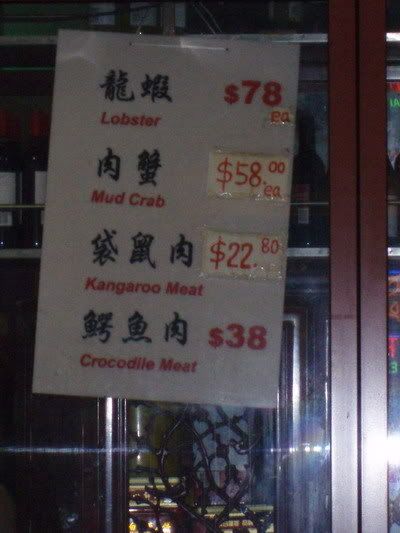 龍蝦 $78
Lobster ea
肉蟹 $58.00
Mud Crab ea
袋鼠肉 $22.80
Kangaroo Meat
鰐魚肉 $38
Crocodile Meat